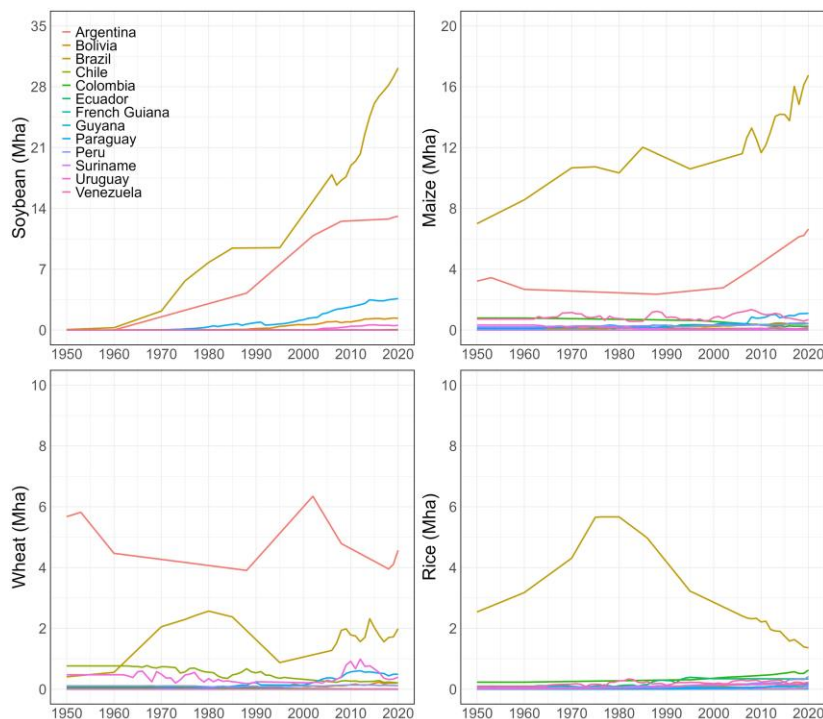 Soybean (Mha)
35
28
21
14
7
0
Argentina
Bolivia
Brazil
Chile
Colombia
Ecuador
French Guiana
Guyana
Paraguay
Peru
Suriname
Uruguay
Venezuela
1950 1960 1970 1980 1990 2000 2010 2020
Maize (Mha)
20
16
12
8
4
0
1950 1960 1970 1980 1990 2000 2010 2020
Wheat (Mha)
10
8
6
4
2
0
1950 1960 1970 1980 1990 2000 2010 2020
Rice (Mha)
10
8
6
4
2
0
1950 1960 1970 1980 1990 2000 2010 2020